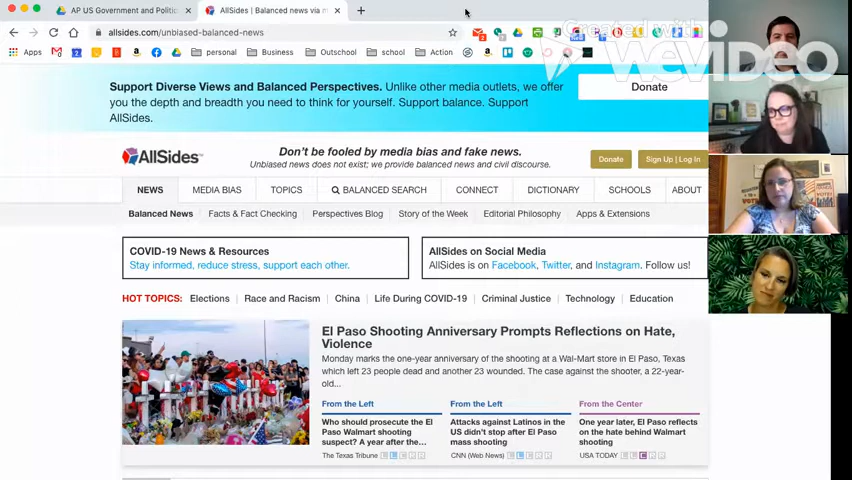 AP US Government and Politic
AllSides | Balanced news via m
allsides.com/unbiased-balanced-news
Apps
personal
Business
Outschool
school
Action
Created with
WeVideo
Support Diverse Views and Balanced Perspectives. Unlike other media outlets, we offer
you the depth and breadth you need to think for yourself. Support balance. Support
AllSides.
Donate
AllSides
Don't be fooled by media bias and fake news.
Unbiased news does not exist; we provide balanced news and civil discourse.
Donate
Sign Up | Log In
NEWS
MEDIA BIAS
TOPICS
BALANCED SEARCH
CONNECT
DICTIONARY
SCHOOLS
ABOUT
Balanced News
Facts & Fact Checking
Perspectives Blog
Story of the Week
Editorial Philosophy
Apps & Extensions
COVID-19 News & Resources
Stay informed, reduce stress, support each other.
AllSides on Social Media
AllSides is on Facebook, Twitter, and Instagram. Follow us!
HOT TOPICS: Elections | Race and Racism | China | Life During COVID-19 | Criminal Justice | Technology | Education
El Paso Shooting Anniversary Prompts Reflections on Hate,
Violence
Monday marks the one-year anniversary of the shooting at a Wal-Mart store in El Paso, Texas
which left 23 people dead and another 23 wounded. The case against the shooter, a 22-year-
old...
From the Left
Who should prosecute the El
Paso Walmart shooting
suspect? A year after the...
The Texas Tribune
From the Left
Attacks against Latinos in the
US didn't stop after El Paso
mass shooting
CNN (Web News)
From the Center
One year later, El Paso reflects
on the hate behind Walmart
shooting
USA TODAY